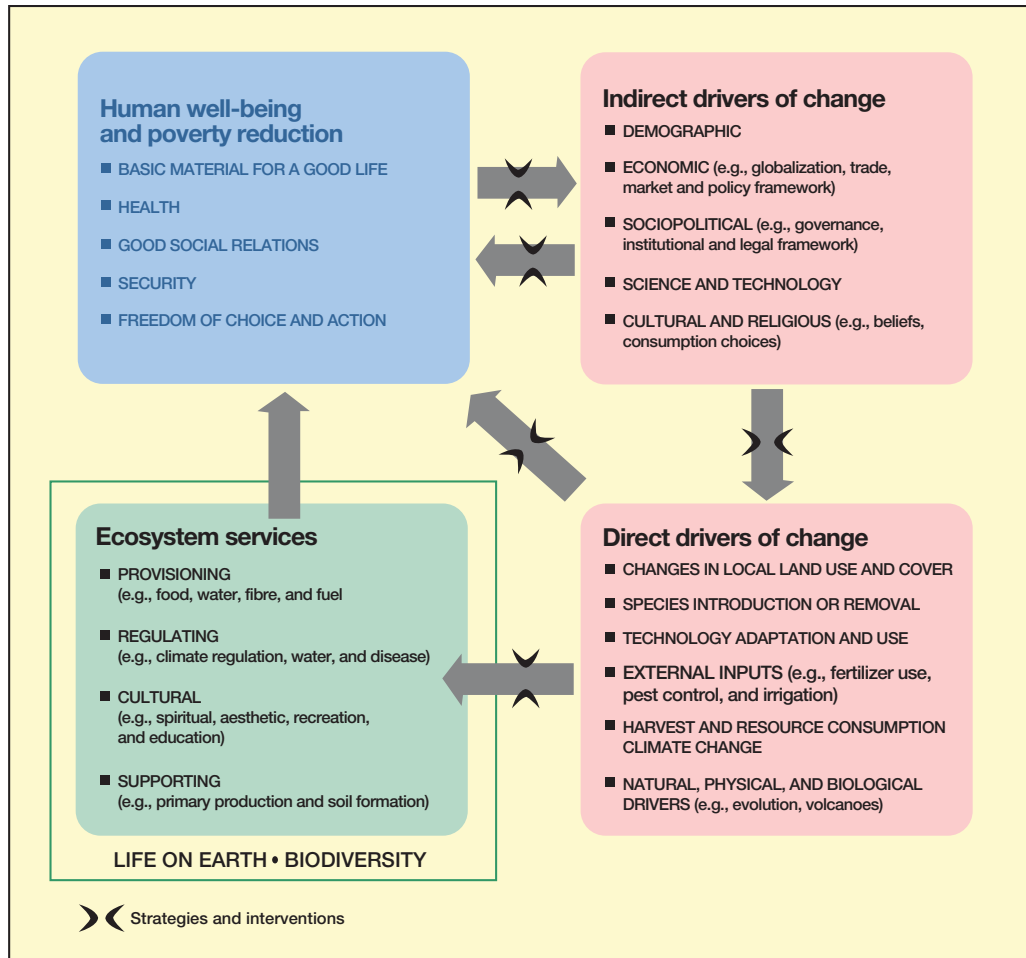 Human well-being
and poverty reduction
■ BASIC MATERIAL FOR A GOOD LIFE
■ HEALTH
■ GOOD SOCIAL RELATIONS
■ SECURITY
■ FREEDOM OF CHOICE AND ACTION
Indirect drivers of change
■ DEMOGRAPHIC
■ ECONOMIC (e.g., globalization, trade,
market and policy framework)
■ SOCIOPOLITICAL (e.g., governance,
institutional and legal framework)
■ SCIENCE AND TECHNOLOGY
■ CULTURAL AND RELIGIOUS (e.g., beliefs,
consumption choices)
Ecosystem services
■ PROVISIONING
(e.g., food, water, fibre, and fuel
■ REGULATING
(e.g., climate regulation, water, and disease)
■ CULTURAL
(e.g., spiritual, aesthetic, recreation,
and education)
■ SUPPORTING
(e.g., primary production and soil formation)
LIFE ON EARTH • BIODIVERSITY
Direct drivers of change
■ CHANGES IN LOCAL LAND USE AND COVER
■ SPECIES INTRODUCTION OR REMOVAL
■ TECHNOLOGY ADAPTATION AND USE
■ EXTERNAL INPUTS (e.g., fertilizer use,
pest control, and irrigation)
■ HARVEST AND RESOURCE CONSUMPTION
CLIMATE CHANGE
■ NATURAL, PHYSICAL, AND BIOLOGICAL
DRIVERS (e.g., evolution, volcanoes)
Strategies and interventions